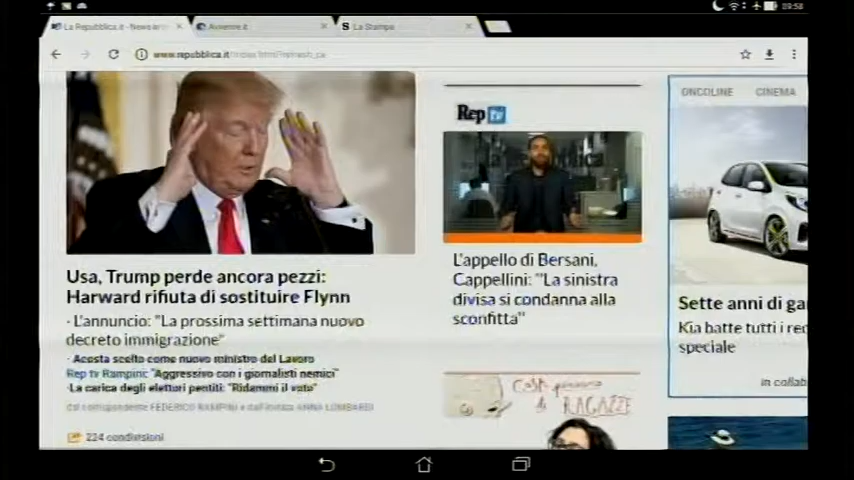 09:58
La Repubblica.it - News in
Avvenire.it
La Stampa
www.repubblica.it
Rep tv
Usa, Trump perde ancora pezzi:
Harward rifiuta di sostituire Flynn
· L'annuncio: "La prossima settimana nuovo
decreto immigrazione"
· Acosta scelto come nuovo ministro del Lavoro
Rep tv Rampini: "Aggressivo con i giornalisti nemici"
·La carica degli elettori pentiti: "Ridammi il voto"
dal corrispondente FEDERICO RAMPINI e dall'inviata ANNA LOMBARDI
224 condivisioni
L'appello di Bersani,
Cappellini: "La sinistra
divisa si condanna alla
sconfitta"
RAGAZZE
ONCOLINE CINEMA
Sette anni di ga
Kia batte tutti i rec
speciale
in collab